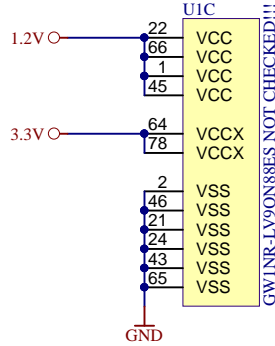 U1C
1.2V
22 VCC
66 VCC
1 VCC
45 VCC
3.3V
64 VCCX
78 VCCX
2 VSS
46 VSS
21 VSS
24 VSS
43 VSS
65 VSS
GND
GW1NR-LV9QN88ES NOT CHECKED!!!